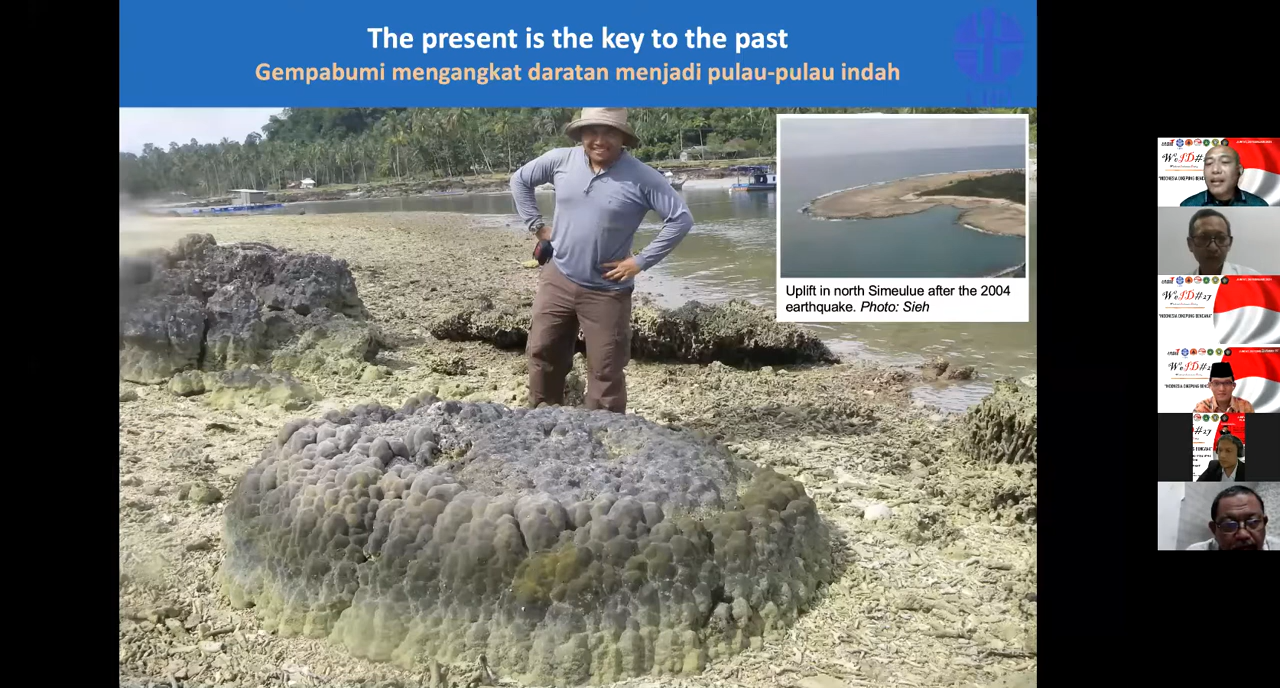 The present is the key to the past
Gempabumi mengangkat daratan menjadi pulau-pulau indah
Uplift in north Simeulue after the 2004
earthquake. Photo: Sieh